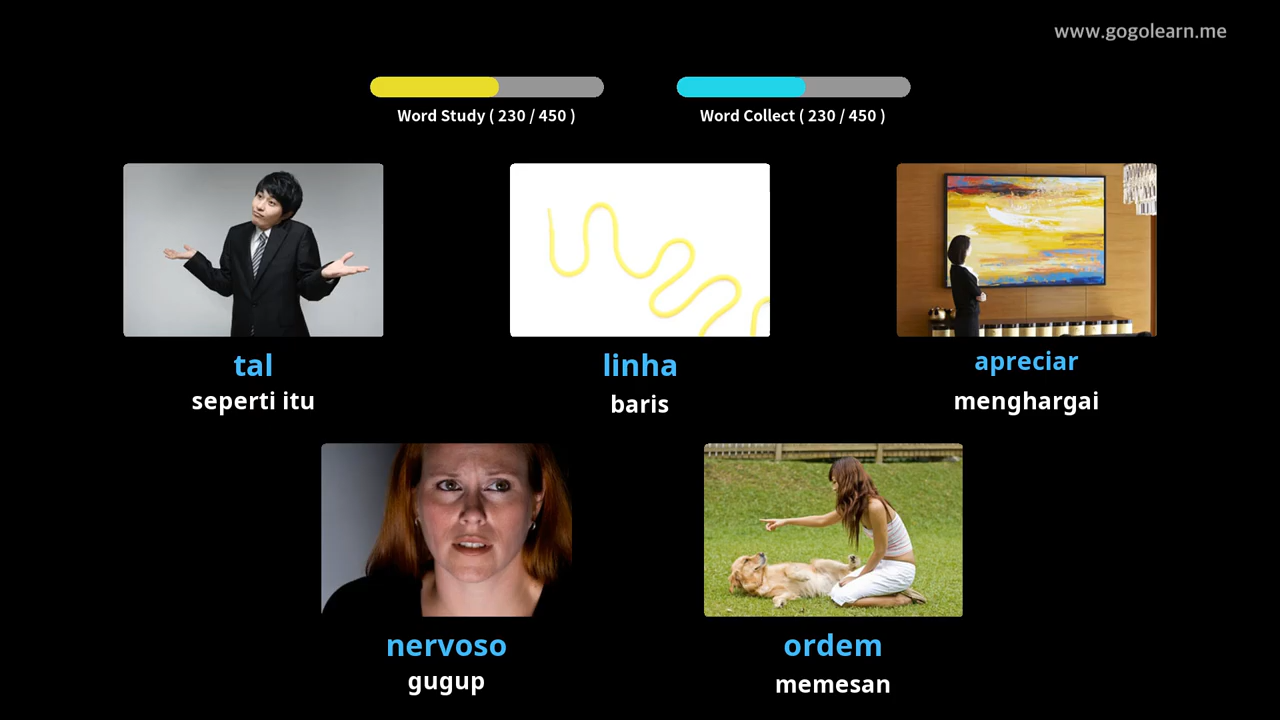 www.gogolearn.me
Word Study ( 230 / 450 )
Word Collect ( 230 / 450 )
tal
seperti itu
linha
baris
apreciar
menghargai
nervoso
gugup
ordem
memesan